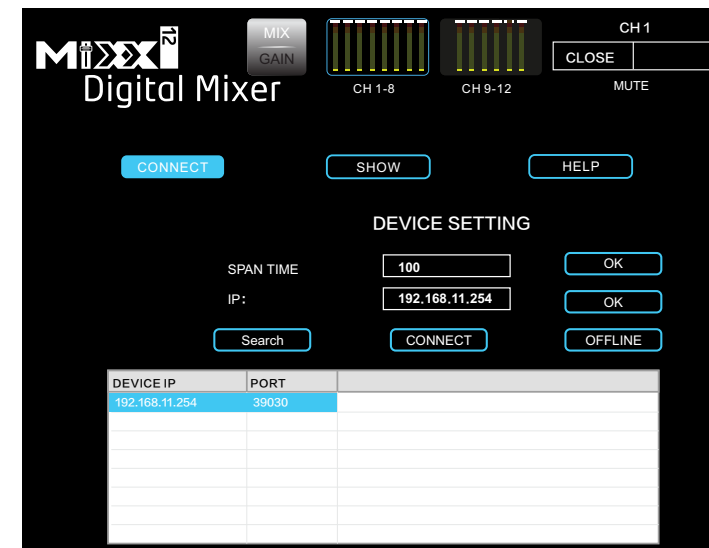 MiXX 12
Digital Mixer
MIX
GAIN
CH 1-8
CH 9-12
CH 1
CLOSE
MUTE
CONNECT
SHOW
HELP
DEVICE SETTING
SPAN TIME
100
OK
IP:
192.168.11.254
OK
Search
CONNECT
OFFLINE
DEVICE IP PORT
192.168.11.254 39030